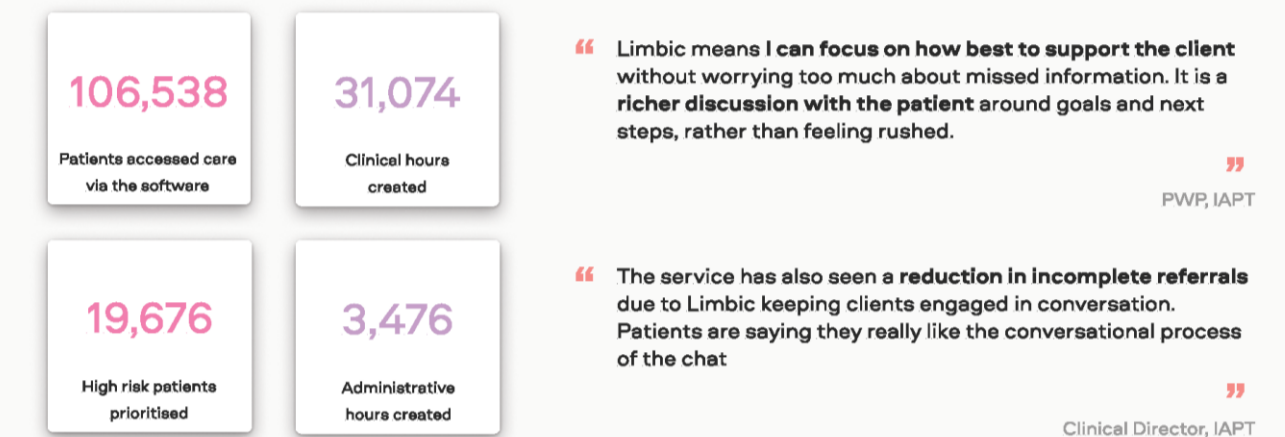 106,538
Patients accessed care
via the software
31,074
Clinical hours
created
19,676
High risk patients
prioritised
3,476
Administrative
hours created
“ Limbic means I can focus on how best to support the client
without worrying too much about missed information. It is a
richer discussion with the patient around goals and next
steps, rather than feeling rushed.
”
PWP, IAPT
“ The service has also seen a reduction in incomplete referrals
due to Limbic keeping clients engaged in conversation.
Patients are saying they really like the conversational process
of the chat
”
Clinical Director, IAPT